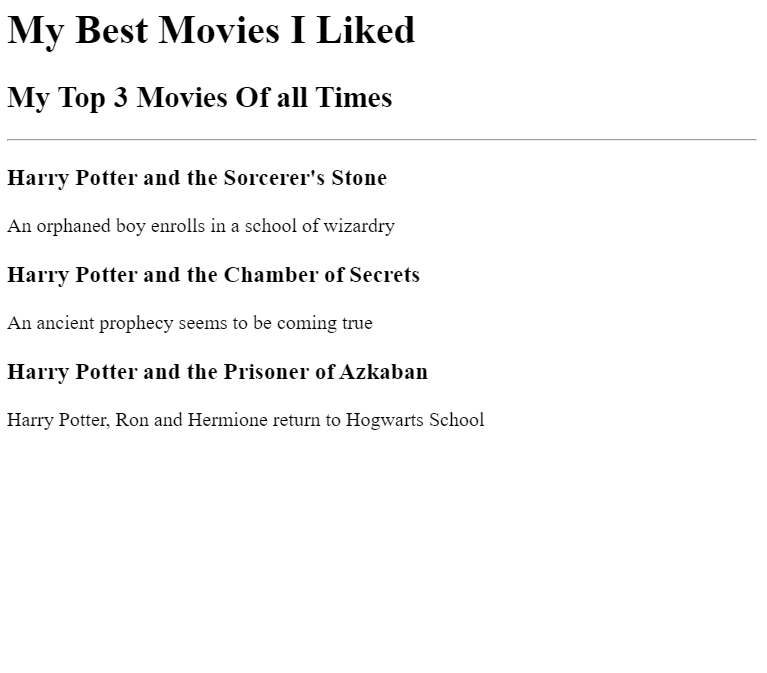 My Best Movies I Liked
My Top 3 Movies Of all Times
Harry Potter and the Sorcerer's Stone
An orphaned boy enrolls in a school of wizardry
Harry Potter and the Chamber of Secrets
An ancient prophecy seems to be coming true
Harry Potter and the Prisoner of Azkaban
Harry Potter, Ron and Hermione return to Hogwarts School